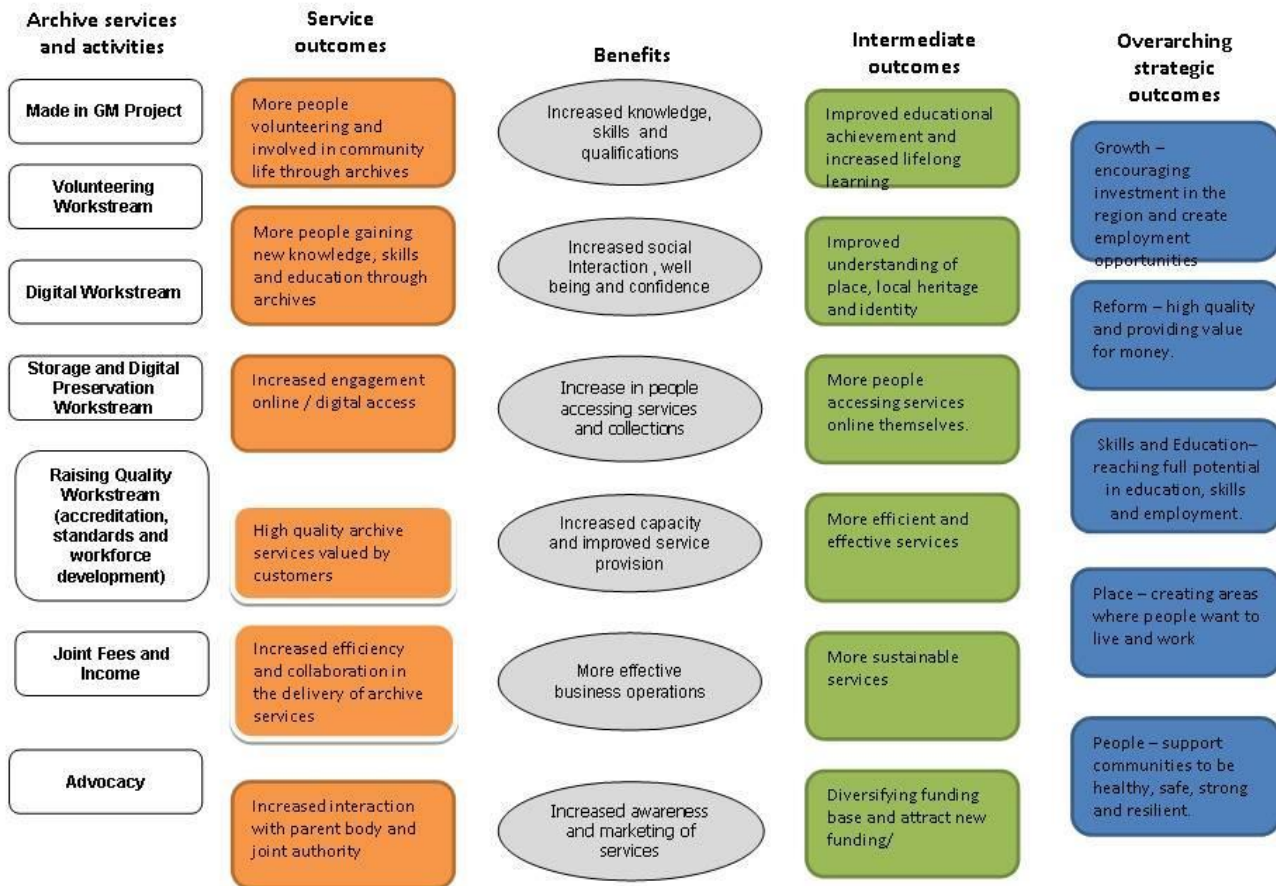 Archive services
and activities
Made in GM Project
Volunteering
Workstream
Digital Workstream
Storage and Digital
Preservation
Workstream
Raising Quality
Workstream
(accreditation,
standards and
workforce
development)
Joint Fees and
Income
Advocacy
Service
outcomes
More people
volunteering and
involved in community
life through archives
More people gaining
new knowledge, skills
and education through
archives
Increased engagement
online / digital access
High quality archive
services valued by
customers
Increased efficiency
and collaboration in
the delivery of archive
services
Increased interaction
with parent body and
joint authority
Benefits
Increased knowledge,
skills and
qualifications
Increased social
Interaction , well
being and confidence
Increase in people
accessing services
and collections
Increased capacity
and improved service
provision
More effective
business operations
Increased awareness
and marketing of
services
Intermediate
outcomes
Improved educational
achievement and
increased lifelong
learning
Improved
understanding of
place, local heritage
and identity
More people
accessing services
online themselves.
More efficient and
effective services
More sustainable
services
Diversifying funding
base and attract new
funding/
Overarching
strategic
outcomes
Growth –
encouraging
investment in the
region and create
employment
opportunities
Reform – high quality
and providing value
for money.
Skills and Education–
reaching full potential
in education, skills
and employment.
Place – creating areas
where people want to
live and work
People – support
communities to be
healthy, safe, strong
and resilient.